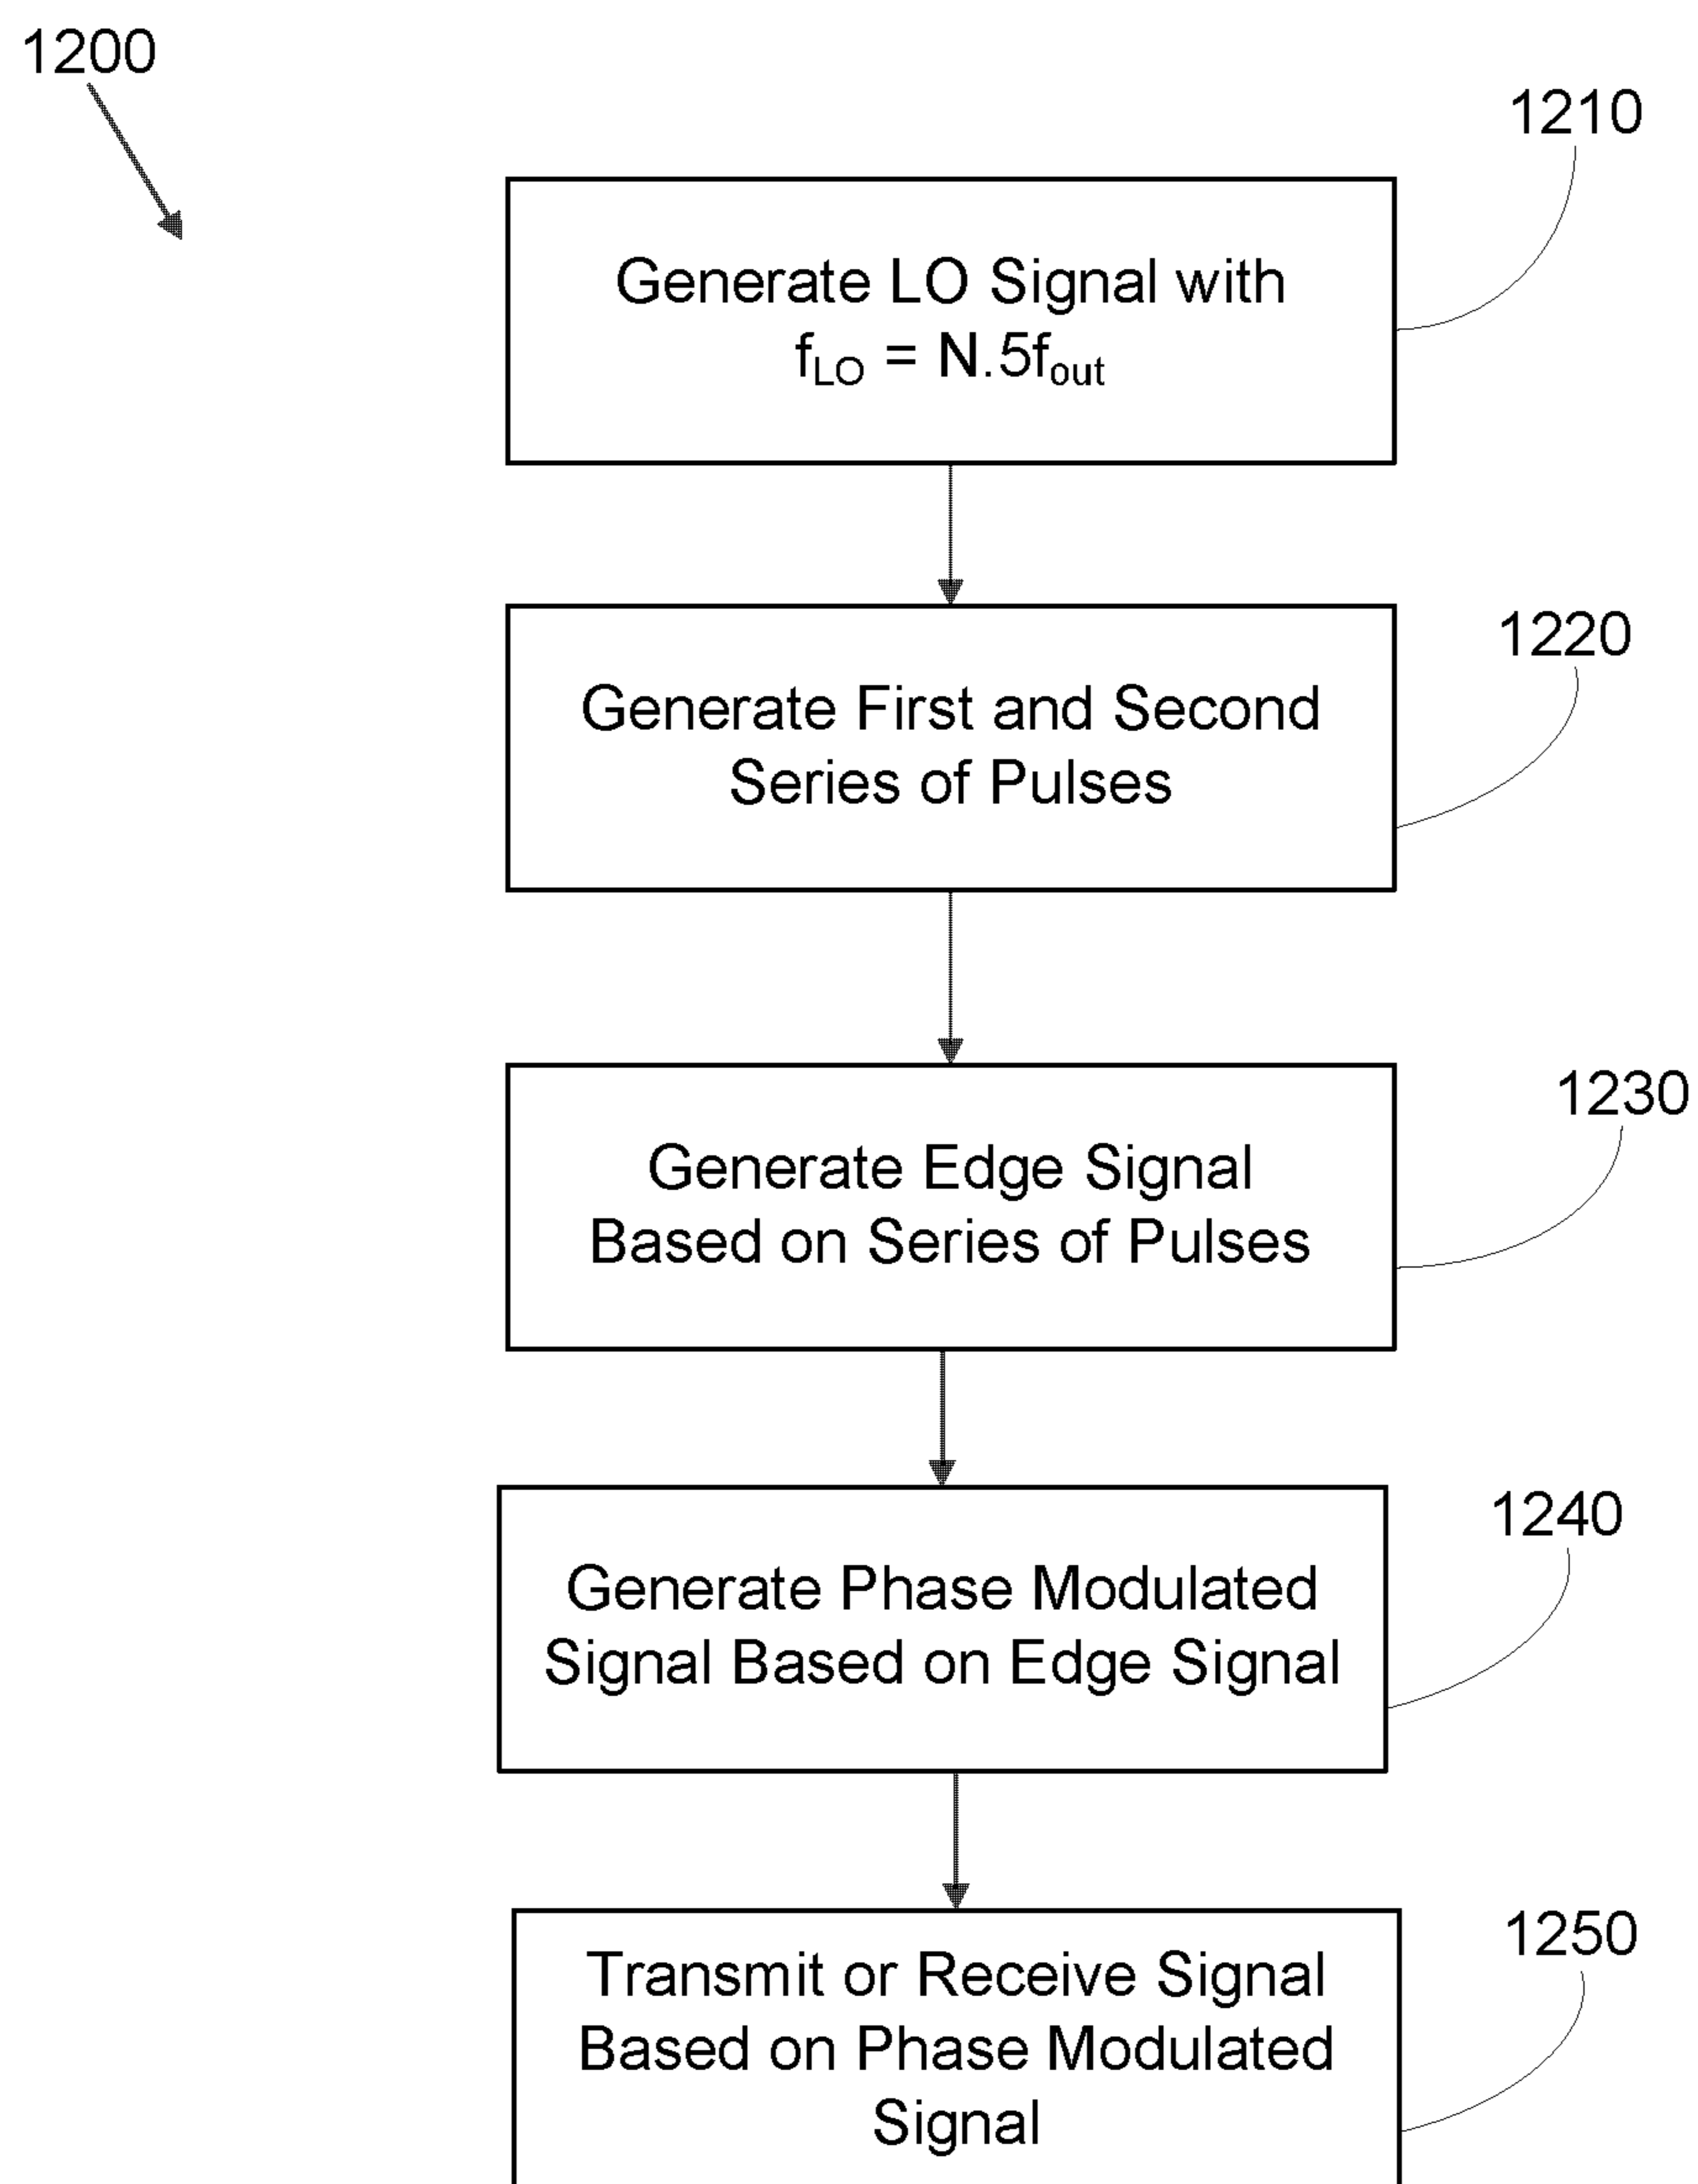 1200
1210
Generate LO Signal with
fLO = N.5fout
1220
Generate First and Second
Series of Pulses
1230
Generate Edge Signal
Based on Series of Pulses
1240
Generate Phase Modulated
Signal Based on Edge Signal
1250
Transmit or Receive Signal
Based on Phase Modulated
Signal